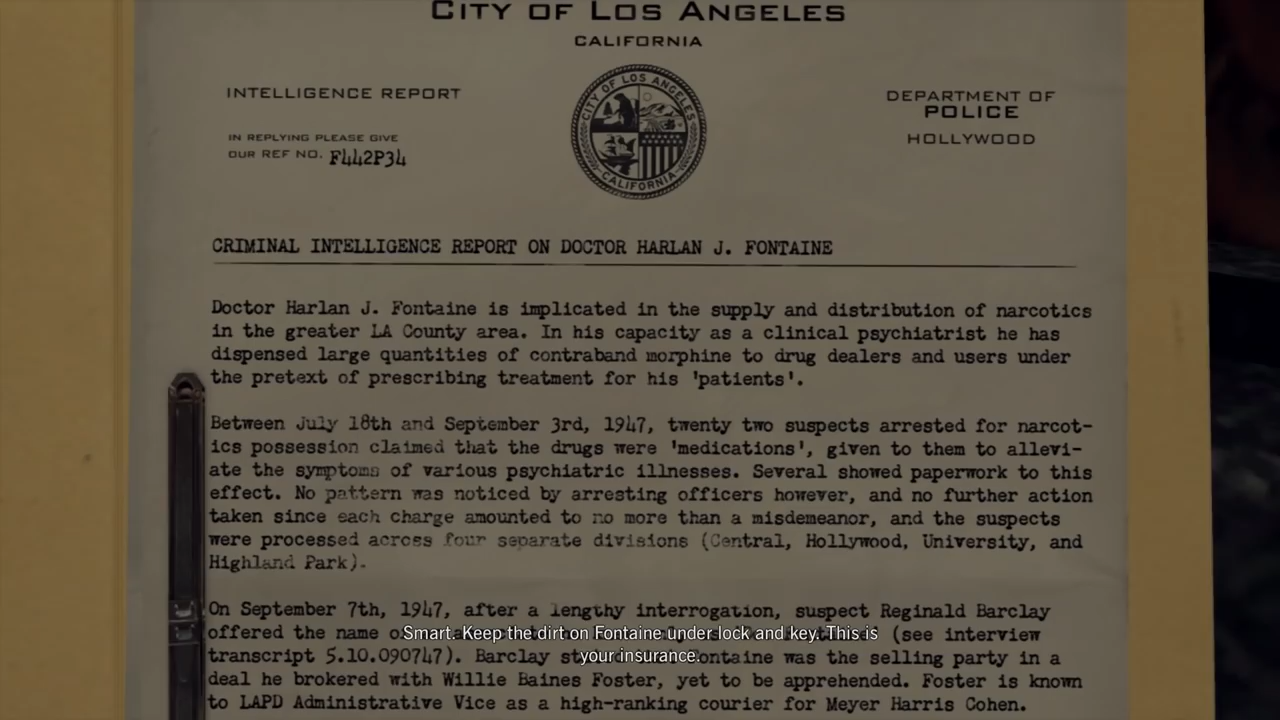 CITY OF LOS ANGELES
CALIFORNIA
INTELLIGENCE REPORT
IN REPLYING PLEASE GIVE
OUR REF NO. F442P34
CITY OF LOS ANGELES
CALIFORNIA
DEPARTMENT OF
POLICE
HOLLYWOOD
CRIMINAL INTELLIGENCE REPORT ON DOCTOR HARLAN J. FONTAINE
Doctor Harlan J. Fontaine is implicated in the supply and distribution of narcotics
in the greater LA County area. In his capacity as a clinical psychiatrist he has
dispensed large quantities of contraband morphine to drug dealers and users under
the pretext of prescribing treatment for his 'patients'.
Between July 18th and September 3rd, 1947, twenty two suspects arrested for narcot-
ics possession claimed that the drugs were 'medications', given to them to allevi-
ate the symptoms of various psychiatric illnesses. Several showed paperwork to this
effect. No pattern was noticed by arresting officers however, and no further action
taken since each charge amounted to no more than a misdemeanor, and the suspects
were processed across four separate divisions (Central, Hollywood, University, and
Highland Park).
On September 7th, 1947, after a lengthy interrogation, suspect Reginald Barclay
offered the name (see interview
transcript 5.10.090747). Barclay Fontaine was the selling party in a
deal he brokered with Willie Baines Foster, yet to be apprehended. Foster is known
to LAPD Administrative Vice as a high-ranking courier for Meyer Harris Cohen.
Smart. Keep the dirt on Fontaine under lock and key. This is
your insurance.